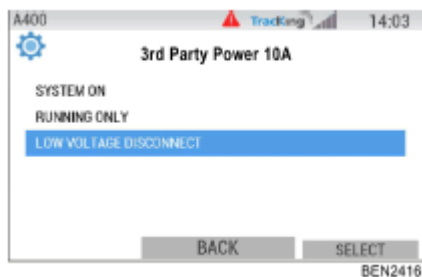 A400 TracKing 14:03
3rd Party Power 10A
SYSTEM ON
RUNNING ONLY
LOW VOLTAGE DISCONNECT
BACK SELECT
BEN2416